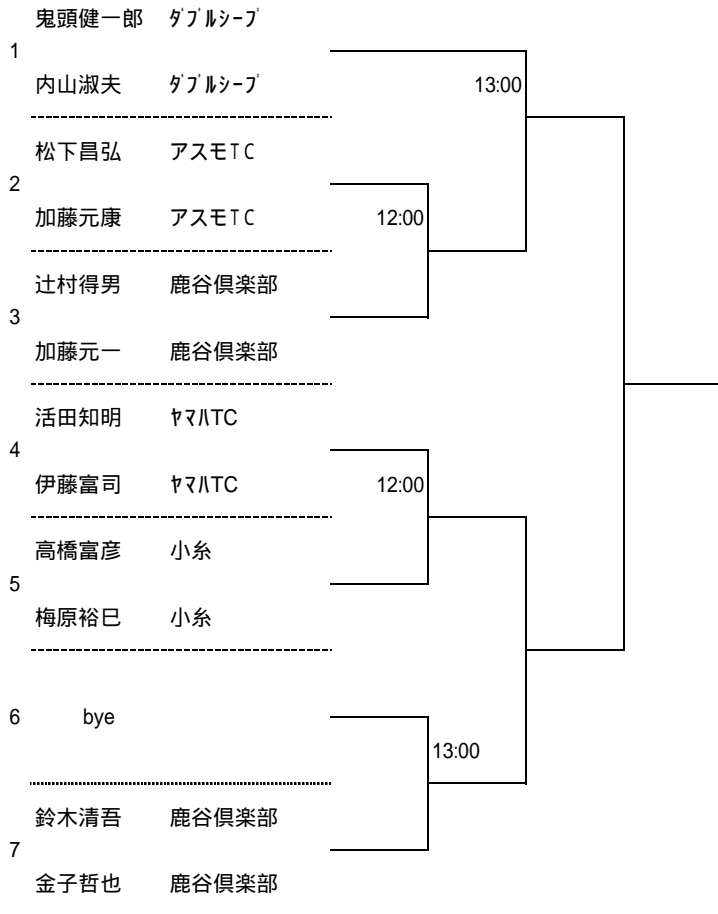 鬼頭健一郎 ﾀﾞﾌﾞﾙｼｰﾌﾟ
1
内山淑夫 ﾀﾞﾌﾞﾙｼｰﾌﾟ 13:00
松下昌弘 アスモTC
2
加藤元康 アスモTC 12:00
辻村得男 鹿谷倶楽部
3
加藤元一 鹿谷倶楽部
活田知明 ﾔﾏﾊTC
4
伊藤富司 ﾔﾏﾊTC 12:00
高橋富彦 小糸
5
梅原裕巳 小糸
6 bye
13:00
鈴木清吾 鹿谷倶楽部
7
金子哲也 鹿谷倶楽部